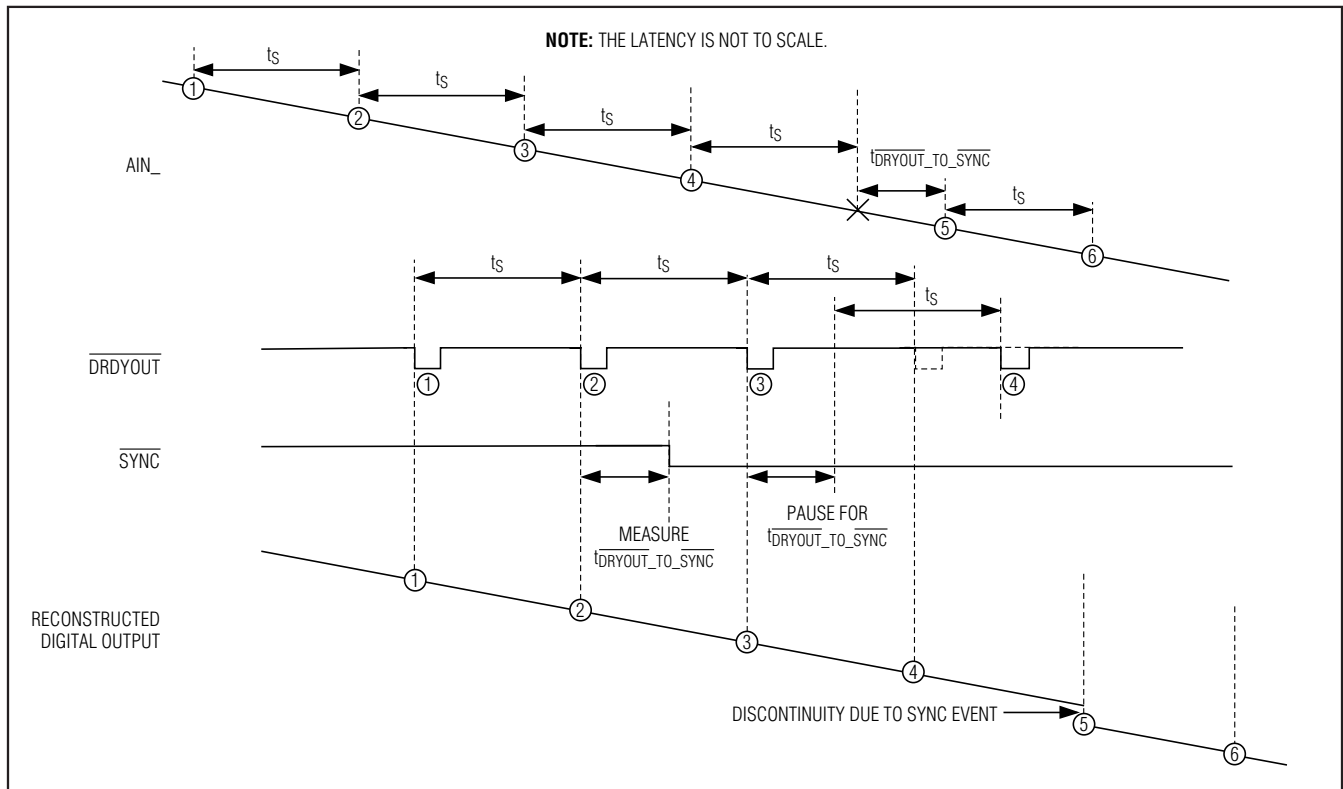 NOTE: THE LATENCY IS NOT TO SCALE.
tS
tS
tS
tS
tDRYOUT_TO_SYNC
tS
1
2
3
4
5
6
AIN_
tS
tS
tS
tS
DRDYOUT
1
2
3
4
SYNC
MEASURE
tDRYOUT_TO_SYNC
PAUSE FOR
tDRYOUT_TO_SYNC
RECONSTRUCTED
DIGITAL OUTPUT
1
2
3
4
DISCONTINUITY DUE TO SYNC EVENT
5
6